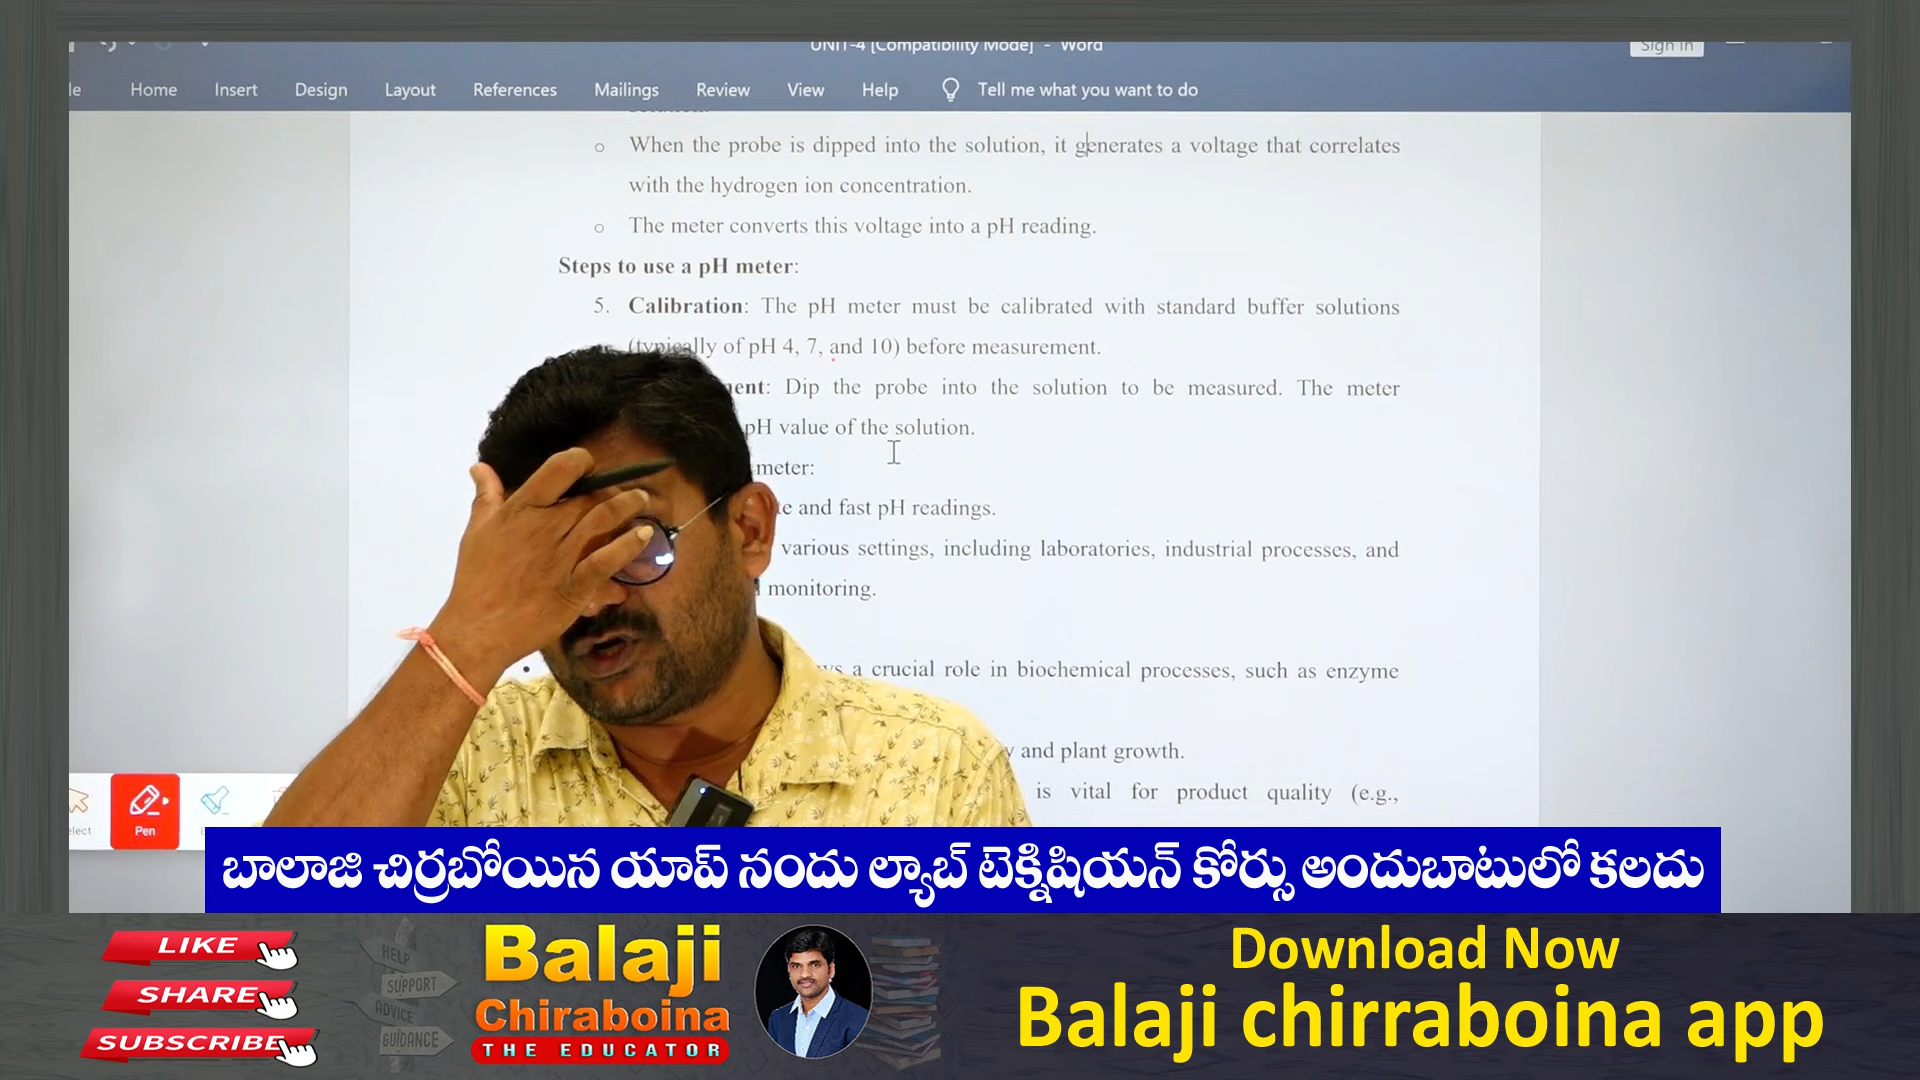 UNIT-4 [Compatibility Mode] - Word
Sign in
Home Insert Design Layout References Mailings Review View Help Tell me what you want to do
o When the probe is dipped into the solution, it generates a voltage that correlates
with the hydrogen ion concentration.
o The meter converts this voltage into a pH reading.
Steps to use a pH meter:
5. Calibration: The pH meter must be calibrated with standard buffer solutions
(typically of pH 4, 7, and 10) before measurement.
: Dip the probe into the solution to be measured. The meter
pH value of the solution.
meter:
and fast pH readings.
various settings, including laboratories, industrial processes, and
monitoring.
a crucial role in biochemical processes, such as enzyme
and plant growth.
is vital for product quality (e.g.,
Pen
బాలాజి చిర్రబోయిన యాప్ నందు ల్యాబ్ టెక్నిషియన్ కోర్సు అందుబాటులో కలదు
LIKE
SHARE
SUBSCRIBE
HELP
SUPPORT
ADVICE
GUIDANCE
Balaji
Chiraboina
THE EDUCATOR
Download Now
Balaji chirraboina app